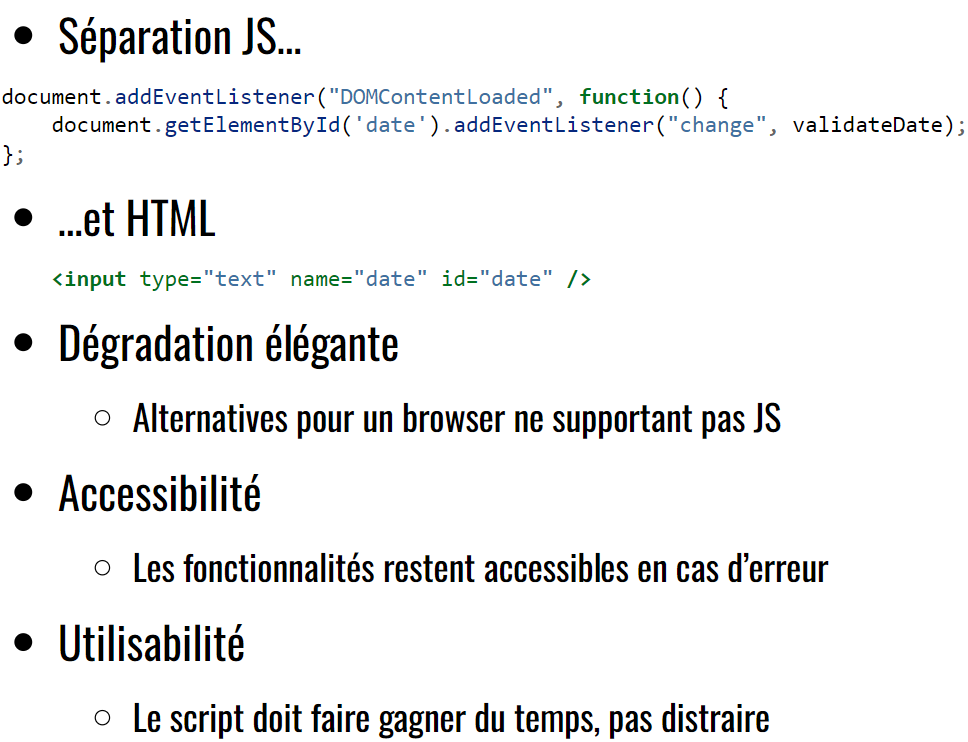 • Séparation JS...
document.addEventListener("DOMContentLoaded", function() {
    document.getElementById('date').addEventListener("change", validateDate);
};
• ...et HTML
<input type="text" name="date" id="date" />
• Dégradation élégante
○ Alternatives pour un browser ne supportant pas JS
• Accessibilité
○ Les fonctionnalités restent accessibles en cas d’erreur
• Utilisabilité
○ Le script doit faire gagner du temps, pas distraire